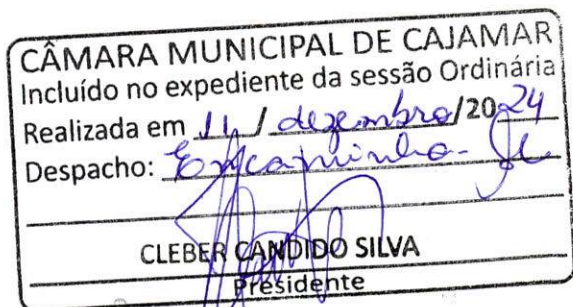 CÂMARA MUNICIPAL DE CAJAMAR
Incluído no expediente da sessão Ordinária
Realizada em 11 / dezembro/2024
Despacho: Encaminha-se
CLEBER CANDIDO SILVA
Presidente